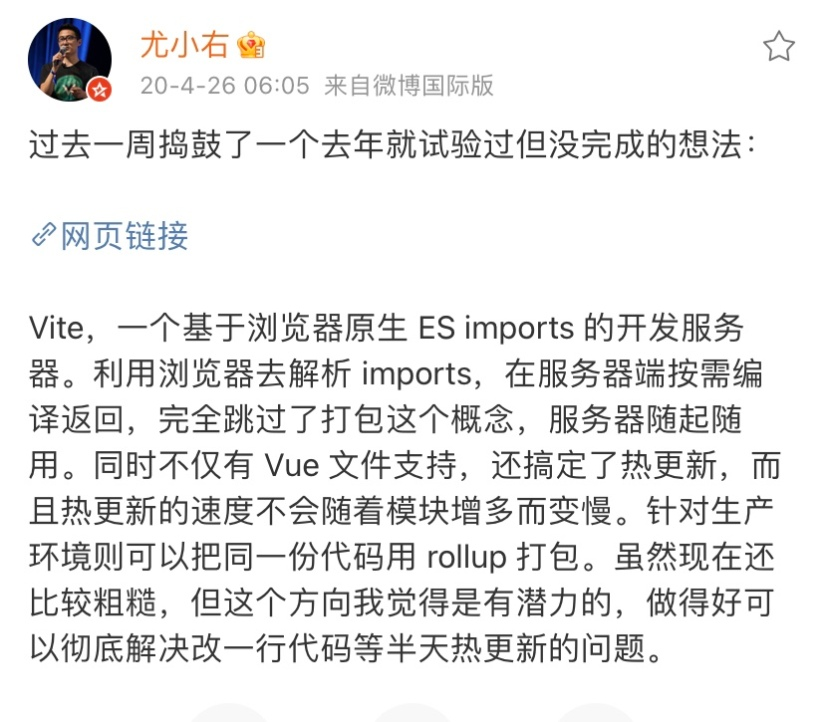 尤小右
20-4-26 06:05 来自微博国际版
过去一周捣鼓了一个去年就试验过但没完成的想法：
网页链接
Vite，一个基于浏览器原生 ES imports 的开发服务
器。利用浏览器去解析 imports，在服务器端按需编
译返回，完全跳过了打包这个概念，服务器随起随
用。同时不仅有 Vue 文件支持，还搞定了热更新，而
且热更新的速度不会随着模块增多而变慢。针对生产
环境则可以把同一份代码用 rollup 打包。虽然现在还
比较粗糙，但这个方向我觉得是有潜力的，做得好可
以彻底解决改一行代码等半天热更新的问题。